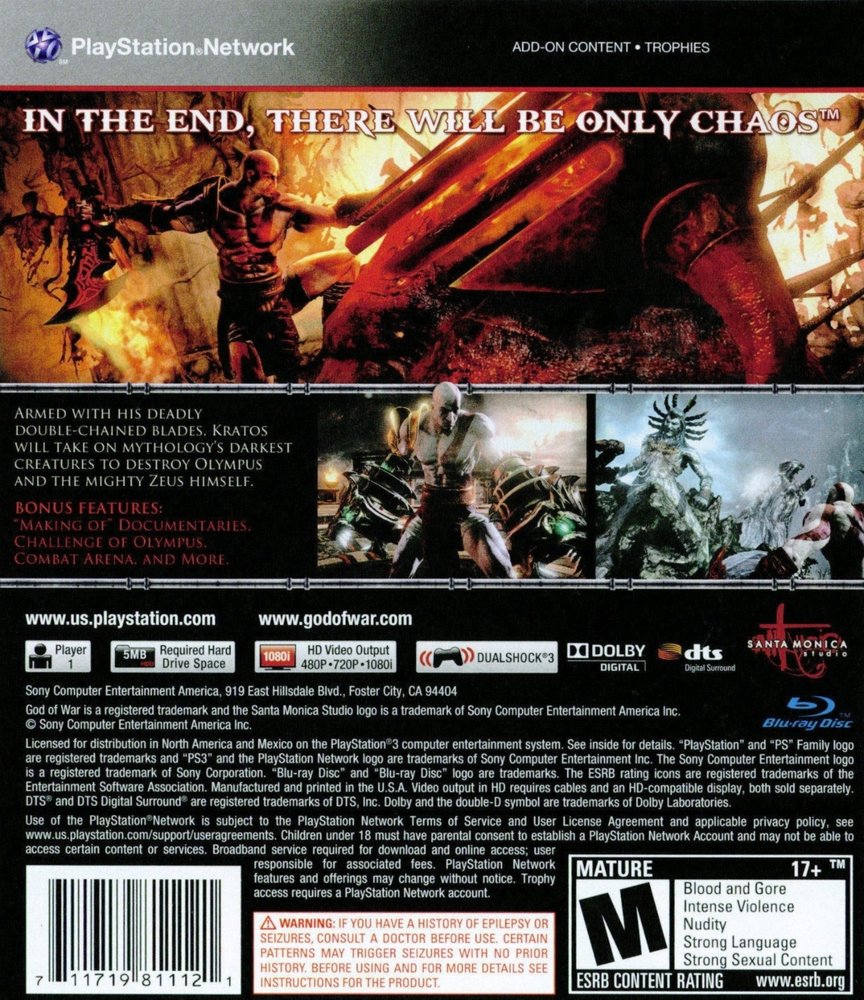 PlayStation®Network
SM
ADD-ON CONTENT • TROPHIES
IN THE END, THERE WILL BE ONLY CHAOS™
ARMED WITH HIS DEADLY
DOUBLE-CHAINED BLADES, KRATOS
WILL TAKE ON MYTHOLOGY'S DARKEST
CREATURES TO DESTROY OLYMPUS
AND THE MIGHTY ZEUS HIMSELF.
BONUS FEATURES:
"MAKING OF" DOCUMENTARIES,
CHALLENGE OF OLYMPUS,
COMBAT ARENA, AND MORE.
www.us.playstation.com
www.godofwar.com
Player
1
5MB
HDD
Required Hard
Drive Space
1080i
HD Video Output
480P•720P•1080i
DUALSHOCK®3
DOLBY
DIGITAL
dts
Digital Surround
SANTA MONICA
studio
Sony Computer Entertainment America, 919 East Hillsdale Blvd., Foster City, CA 94404
God of War is a registered trademark and the Santa Monica Studio logo is a trademark of Sony Computer Entertainment America Inc.
© Sony Computer Entertainment America Inc.
Blu-ray Disc™
Licensed for distribution in North America and Mexico on the PlayStation®3 computer entertainment system. See inside for details. "PlayStation" and "PS" Family logo
are registered trademarks and "PS3" and the PlayStation Network logo are trademarks of Sony Computer Entertainment Inc. The Sony Computer Entertainment logo
is a registered trademark of Sony Corporation. "Blu-ray Disc" and "Blu-ray Disc" logo are trademarks. The ESRB rating icons are registered trademarks of the
Entertainment Software Association. Manufactured and printed in the U.S.A. Video output in HD requires cables and an HD-compatible display, both sold separately.
DTS® and DTS Digital Surround® are registered trademarks of DTS, Inc. Dolby and the double-D symbol are trademarks of Dolby Laboratories.
Use of the PlayStation®Network is subject to the PlayStation Network Terms of Service and User License Agreement and applicable privacy policy, see
www.us.playstation.com/support/useragreements. Children under 18 must have parental consent to establish a PlayStation Network Account and may not be able to
access certain content or services. Broadband service required for download and online access; user
responsible for associated fees. PlayStation Network
features and offerings may change without notice. Trophy
access requires a PlayStation Network account.
7 11719 81112 1
WARNING: IF YOU HAVE A HISTORY OF EPILEPSY OR
SEIZURES, CONSULT A DOCTOR BEFORE USE. CERTAIN
PATTERNS MAY TRIGGER SEIZURES WITH NO PRIOR
HISTORY. BEFORE USING AND FOR MORE DETAILS SEE
INSTRUCTIONS FOR THE PRODUCT.
MATURE 17+ ™
M
®
Blood and Gore
Intense Violence
Nudity
Strong Language
Strong Sexual Content
ESRB CONTENT RATING www.esrb.org